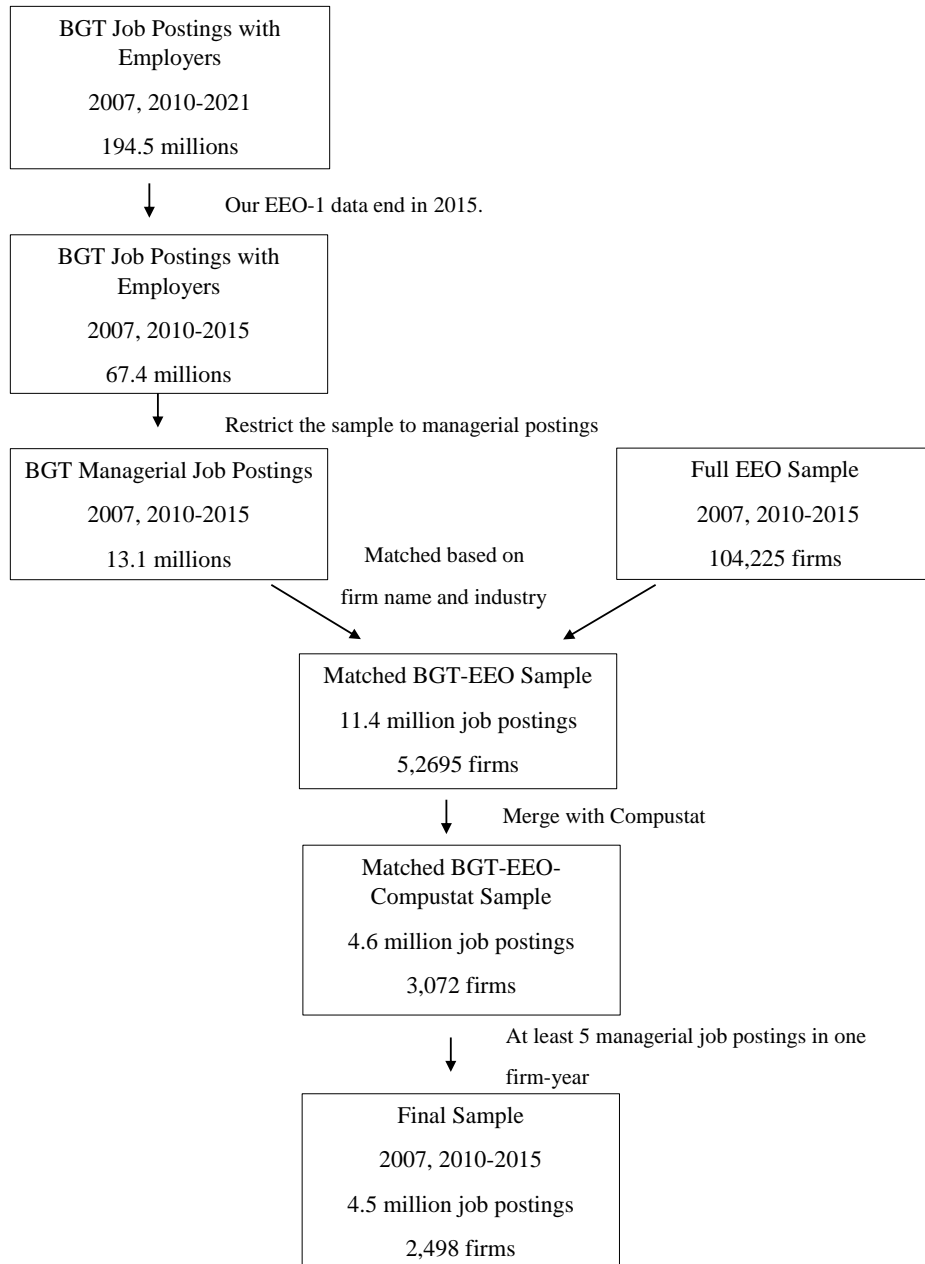 BGT Job Postings with
Employers
2007, 2010-2021
194.5 millions
Our EEO-1 data end in 2015.
BGT Job Postings with
Employers
2007, 2010-2015
67.4 millions
Restrict the sample to managerial postings
BGT Managerial Job Postings
2007, 2010-2015
13.1 millions
Full EEO Sample
2007, 2010-2015
104,225 firms
Matched based on
firm name and industry
Matched BGT-EEO Sample
11.4 million job postings
5,2695 firms
Merge with Compustat
Matched BGT-EEO-
Compustat Sample
4.6 million job postings
3,072 firms
At least 5 managerial job postings in one
firm-year
Final Sample
2007, 2010-2015
4.5 million job postings
2,498 firms